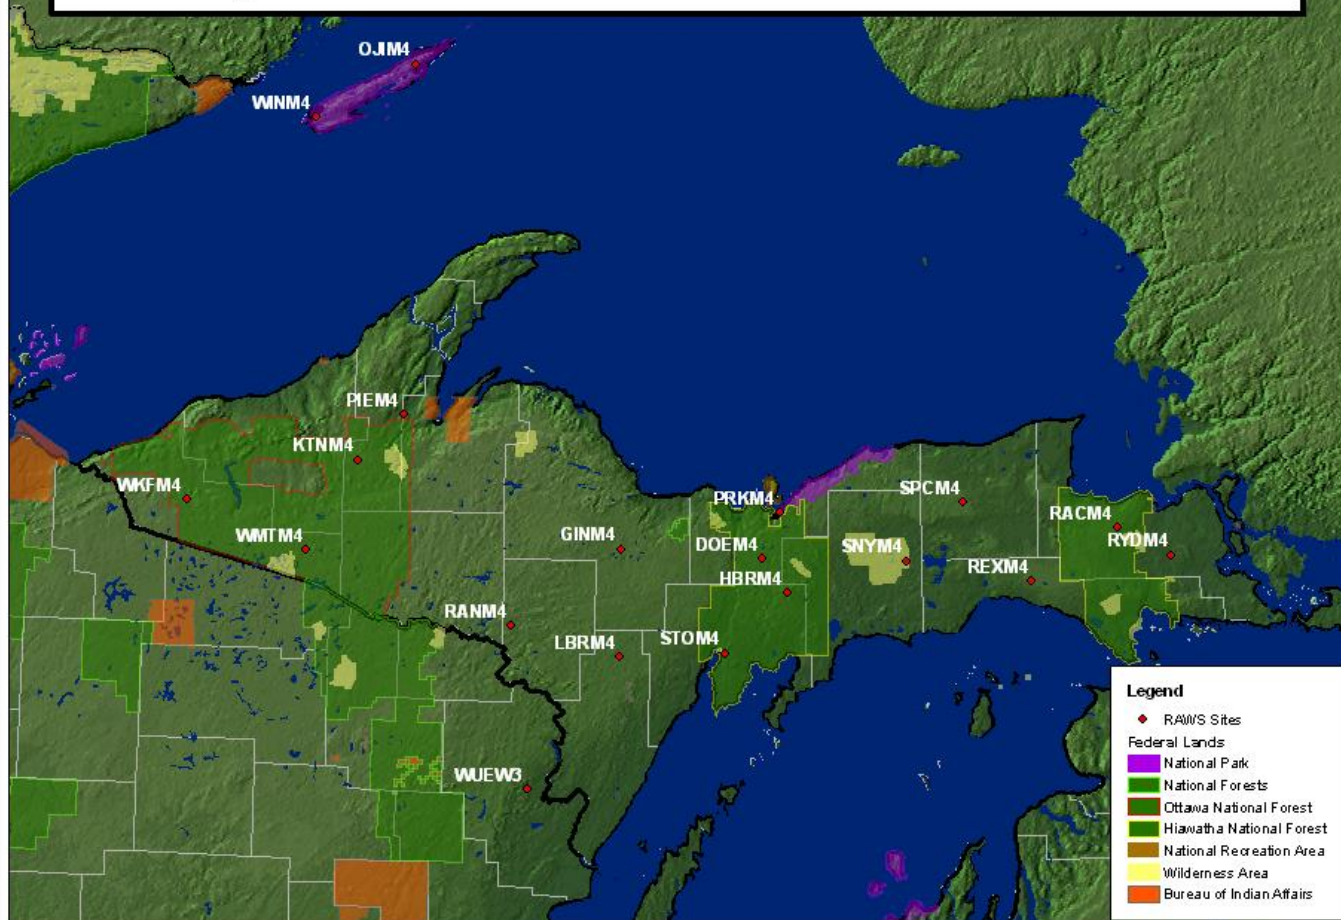 OJIM4
WINM4
PIEM4
KTNM4
WKFM4
WMTM4
PRKM4
SPCM4
RACM4
GINM4
DOEM4
SNYM4
RYDM4
HBRM4
REXM4
RANM4
LBRM4
STOM4
WUEW3
Legend
RAWS Sites
Federal Lands
National Park
National Forests
Ottawa National Forest
Hiawatha National Forest
National Recreation Area
Wilderness Area
Bureau of Indian Affairs